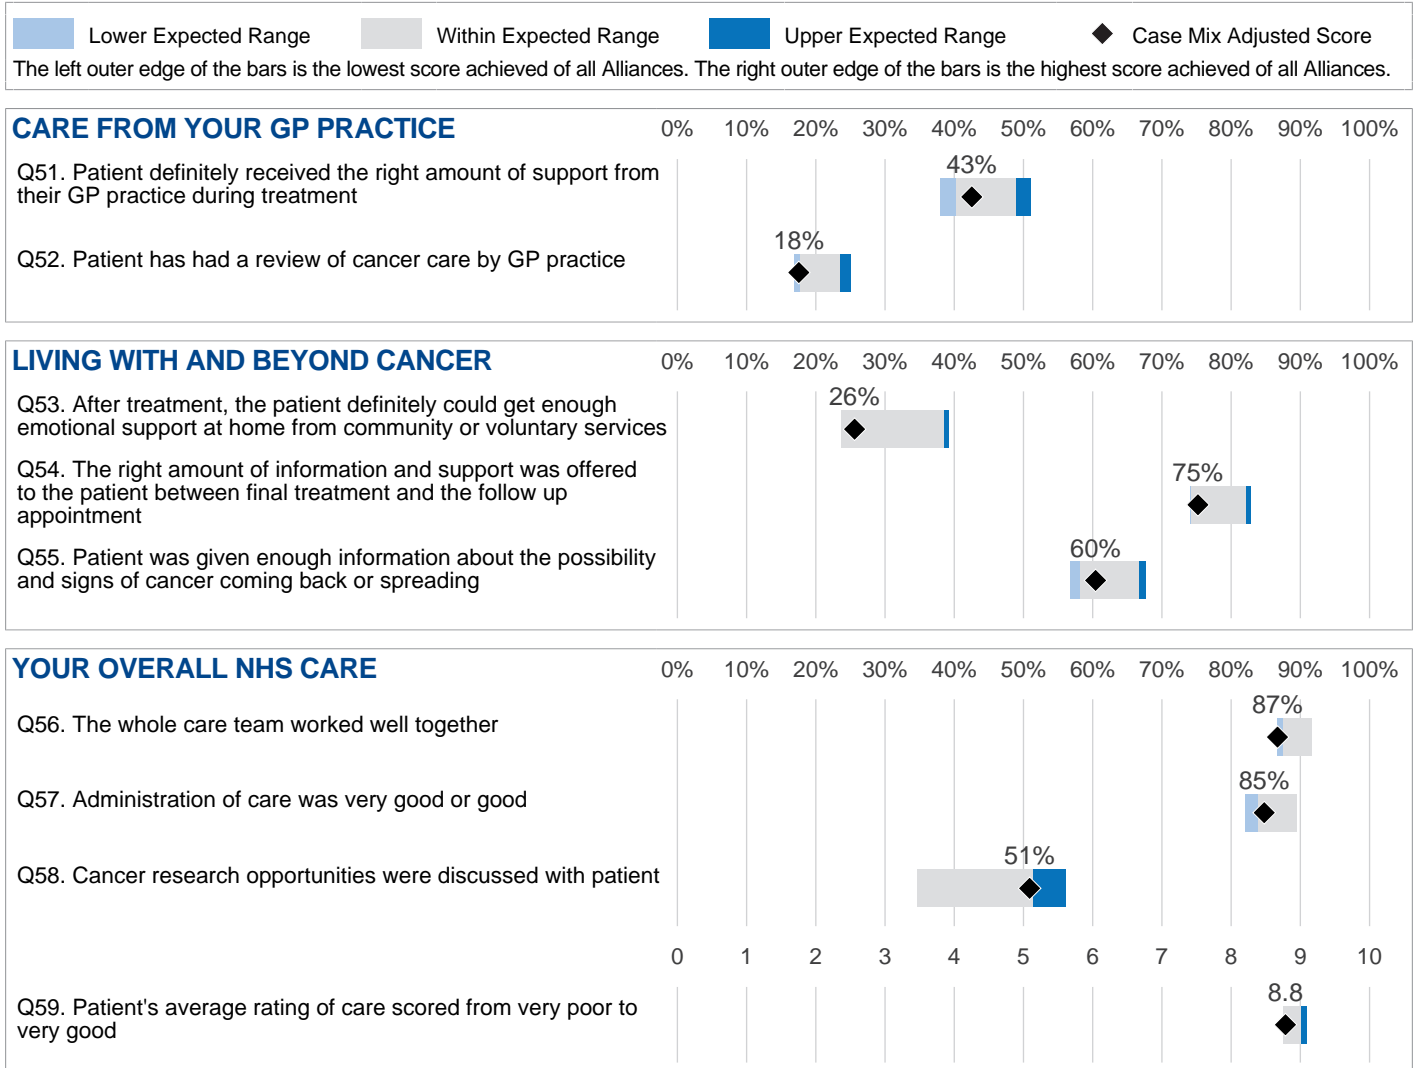 Lower Expected Range Within Expected Range Upper Expected Range Case Mix Adjusted Score
The left outer edge of the bars is the lowest score achieved of all Alliances. The right outer edge of the bars is the highest score achieved of all Alliances.
CARE FROM YOUR GP PRACTICE 0% 10% 20% 30% 40% 50% 60% 70% 80% 90% 100%
43%
Q51. Patient definitely received the right amount of support from
their GP practice during treatment
18%
Q52. Patient has had a review of cancer care by GP practice
LIVING WITH AND BEYOND CANCER 0% 10% 20% 30% 40% 50% 60% 70% 80% 90% 100%
26%
Q53. After treatment, the patient definitely could get enough
emotional support at home from community or voluntary services
75%
Q54. The right amount of information and support was offered
to the patient between final treatment and the follow up
appointment
60%
Q55. Patient was given enough information about the possibility
and signs of cancer coming back or spreading
YOUR OVERALL NHS CARE 0% 10% 20% 30% 40% 50% 60% 70% 80% 90% 100%
87%
Q56. The whole care team worked well together
85%
Q57. Administration of care was very good or good
51%
Q58. Cancer research opportunities were discussed with patient
0 1 2 3 4 5 6 7 8 9 10
8.8
Q59. Patient's average rating of care scored from very poor to
very good